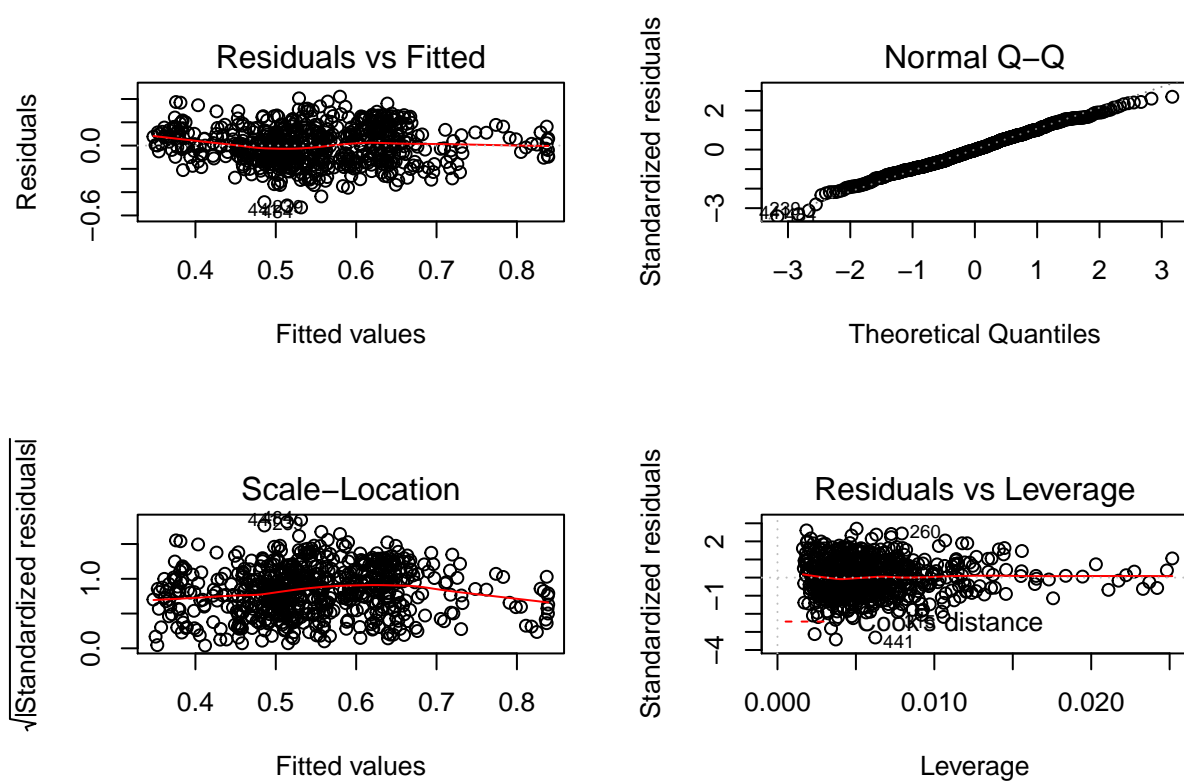 Residuals vs Fitted
Residuals
0.0
−0.6
0.4 0.5 0.6 0.7 0.8
Fitted values
Normal Q−Q
Standardized residuals
2
0
−3
−3 −2 −1 0 1 2 3
Theoretical Quantiles
Scale−Location
√|Standardized residuals|
1.0
0.0
0.4 0.5 0.6 0.7 0.8
Fitted values
Residuals vs Leverage
Standardized residuals
2
−1
−4
260
Cook's distance
441
0.000 0.010 0.020
Leverage